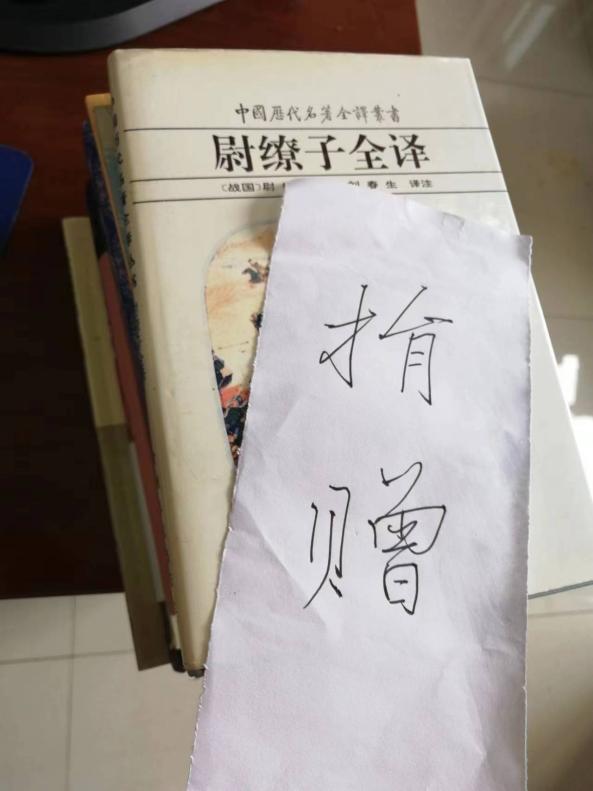 中國歷代名著全譯叢書
尉缭子全译
〔战国〕尉 刘春生 译注
捐
赠